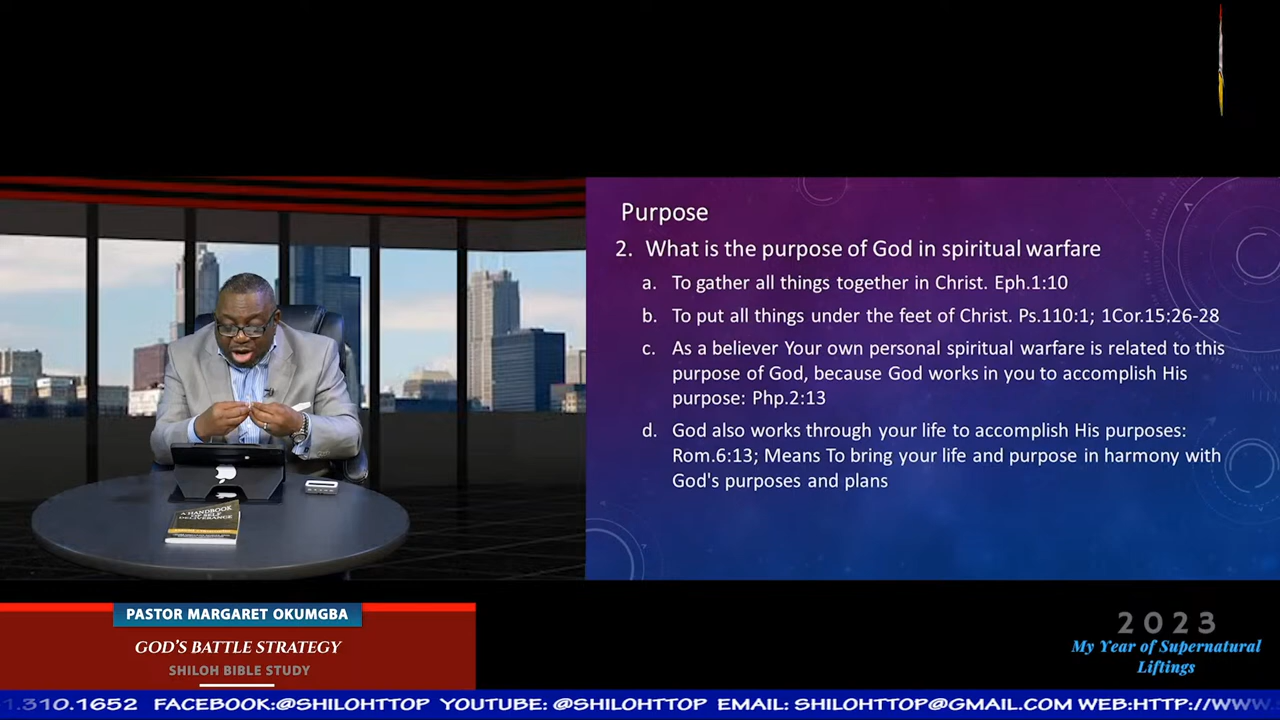 Purpose
2. What is the purpose of God in spiritual warfare
a. To gather all things together in Christ. Eph.1:10
b. To put all things under the feet of Christ. Ps.110:1; 1Cor.15:26-28
c. As a believer Your own personal spiritual warfare is related to this
purpose of God, because God works in you to accomplish His
purpose: Php.2:13
d. God also works through your life to accomplish His purposes:
Rom.6:13; Means To bring your life and purpose in harmony with
God's purposes and plans
A HANDBOOK
OF SELF
DELIVERANCE
PASTOR MARGARET OKUMGBA
GOD'S BATTLE STRATEGY
SHILOH BIBLE STUDY
2023
My Year of Supernatural
Liftings
1.310.1652 FACEBOOK:@SHILOHTTOP YOUTUBE: @SHILOHTTOP EMAIL: SHILOHTTOP@GMAIL.COM WEB:HTTP://WWW.